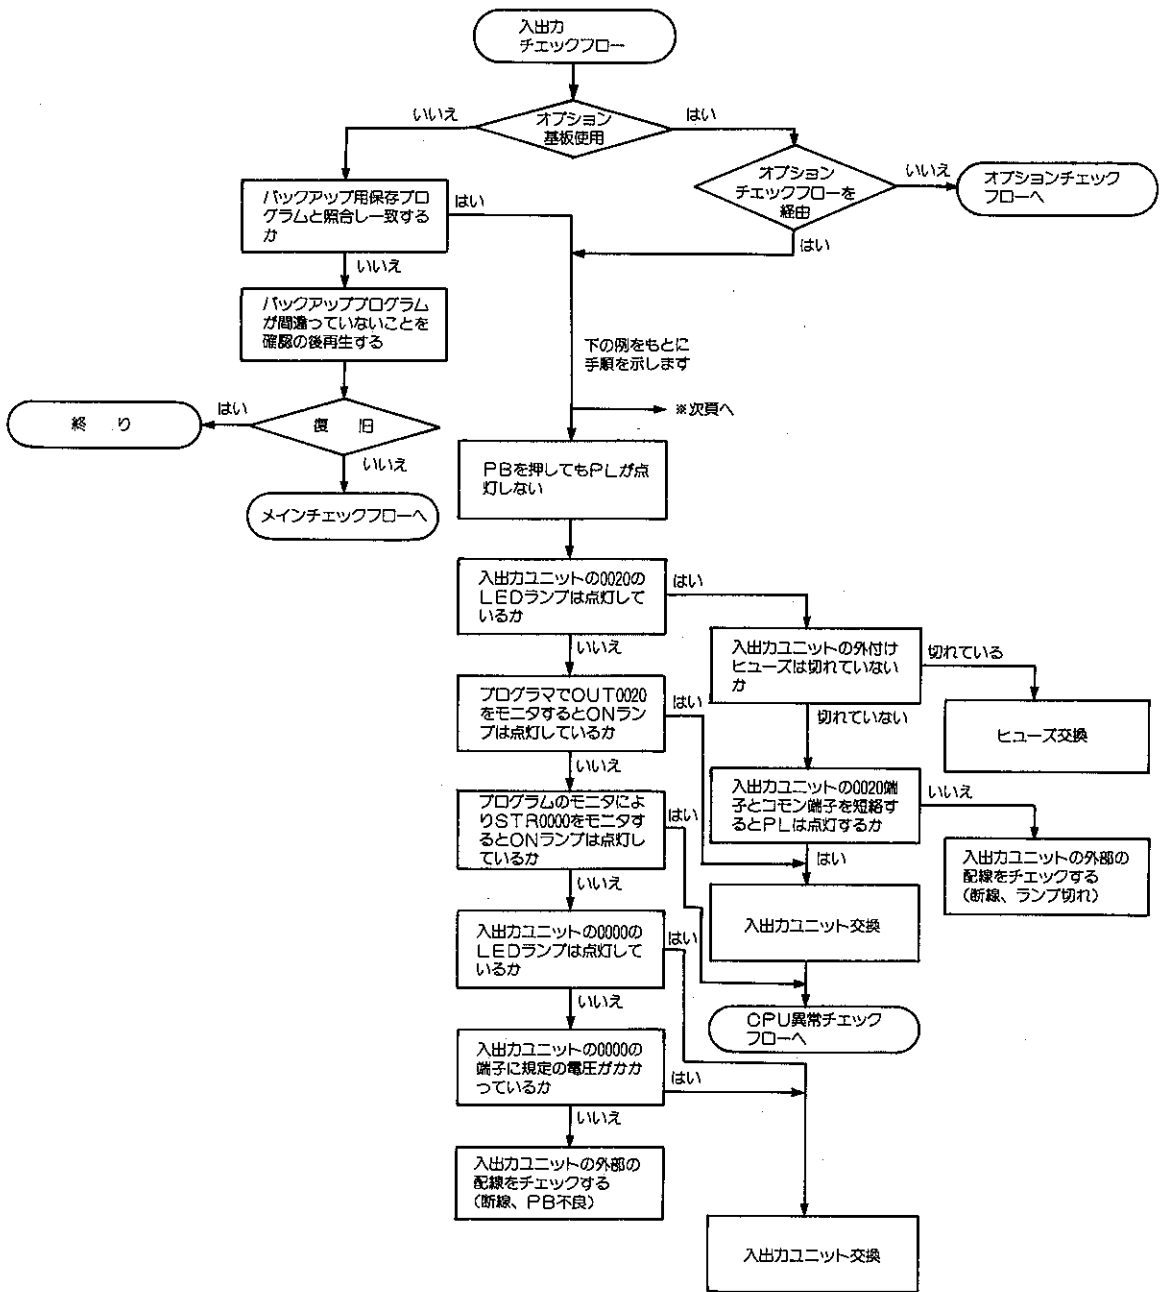 入出力
チェックフロー
いいえ
はい
オプション
基板使用
オプション
チェックフローを
経由
いいえ
オプションチェック
フローへ
はい
バックアップ用保存プロ
グラムと照合し一致する
か
はい
いいえ
バックアッププログラム
が間違っていないことを
確認の後再生する
下の例をもとに
手順を示します
※次頁へ
終り
はい
復旧
いいえ
メインチェックフローへ
PBを押してもPLが点
灯しない
入出力ユニットの0020の
LEDランプは点灯して
いるか
はい
いいえ
入出力ユニットの外付け
ヒューズは切れていない
か
切れている
切れていない
ヒューズ交換
プログラマでOUT0020
をモニタするとONラン
プは点灯しているか
はい
いいえ
入出力ユニットの0020端
子とコモン端子を短絡す
るとPLは点灯するか
いいえ
はい
入出力ユニットの外部の
配線をチェックする
(断線、ランプ切れ)
プログラムのモニタによ
りSTR0000をモニタす
るとONランプは点灯し
ているか
はい
いいえ
入出力ユニット交換
CPU異常チェック
フローへ
入出力ユニットの0000の
LEDランプは点灯して
いるか
はい
いいえ
入出力ユニットの0000の
端子に規定の電圧がかか
っているか
はい
いいえ
入出力ユニットの外部の
配線をチェックする
(断線、PB不良)
入出力ユニット交換